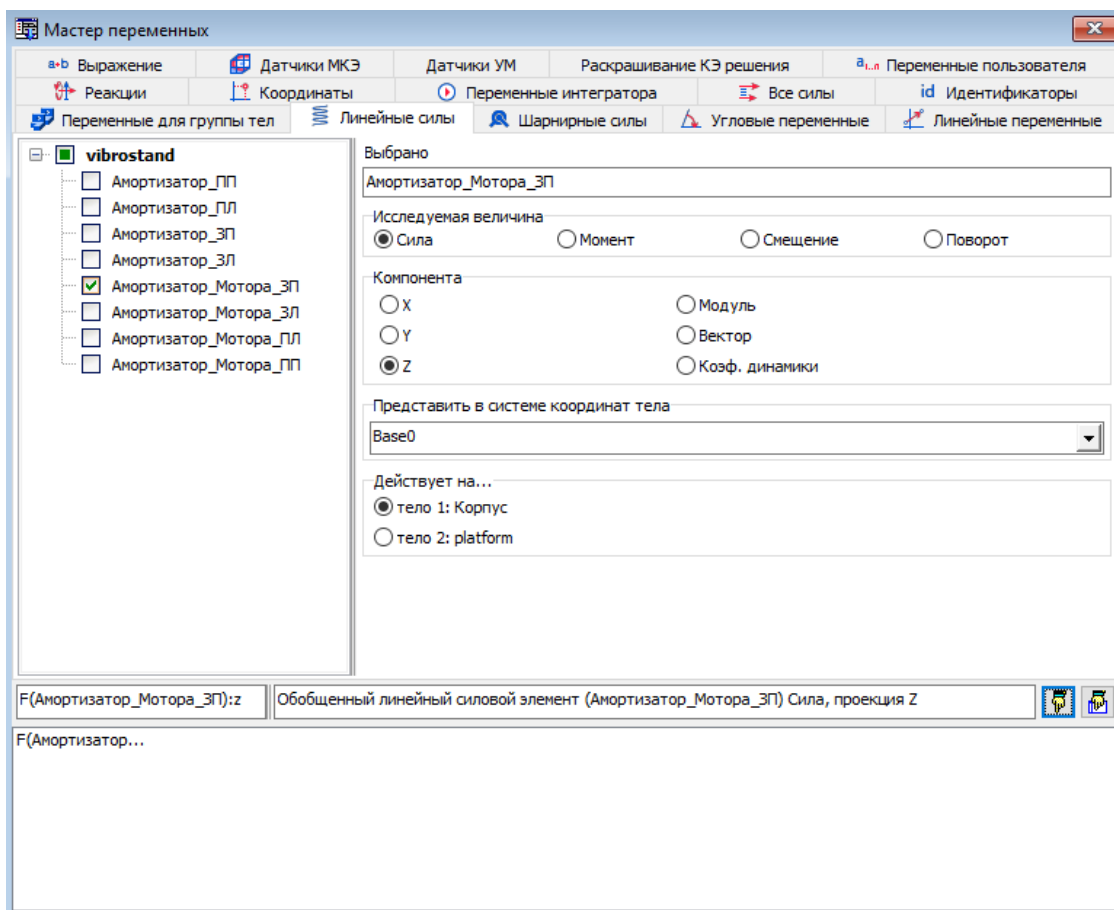 Мастер переменных
a+b Выражение Датчики МКЭ Датчики УМ Раскрашивание КЭ решения a1..n Переменные пользователя
Реакции Координаты Переменные интегратора Все силы id Идентификаторы
Переменные для группы тел Линейные силы Шарнирные силы Угловые переменные Линейные переменные
vibrostand
Амортизатор_ПП
Амортизатор_ПЛ
Амортизатор_ЗП
Амортизатор_ЗЛ
Амортизатор_Мотора_ЗП
Амортизатор_Мотора_ЗЛ
Амортизатор_Мотора_ПЛ
Амортизатор_Мотора_ПП
Выбрано
Амортизатор_Мотора_ЗП
Исследуемая величина
Сила Момент Смещение Поворот
Компонента
X Модуль
Y Вектор
Z Коэф. динамики
Представить в системе координат тела
Base0
Действует на...
тело 1: Корпус
тело 2: platform
F(Амортизатор_Мотора_ЗП):z Обобщенный линейный силовой элемент (Амортизатор_Мотора_ЗП) Сила, проекция Z
F(Амортизатор...